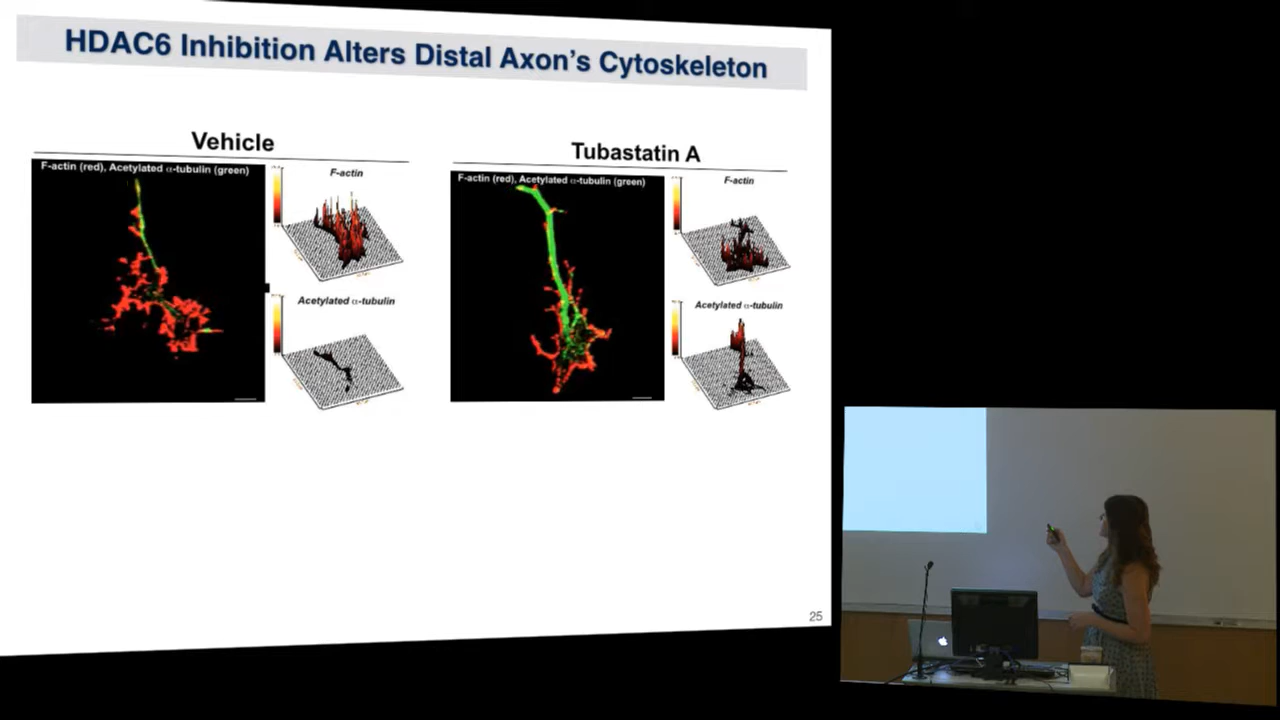 HDAC6 Inhibition Alters Distal Axon's Cytoskeleton
Vehicle
F-actin (red), Acetylated α-tubulin (green)
F-actin
Acetylated α-tubulin
Tubastatin A
F-actin (red), Acetylated α-tubulin (green)
F-actin
Acetylated α-tubulin
25